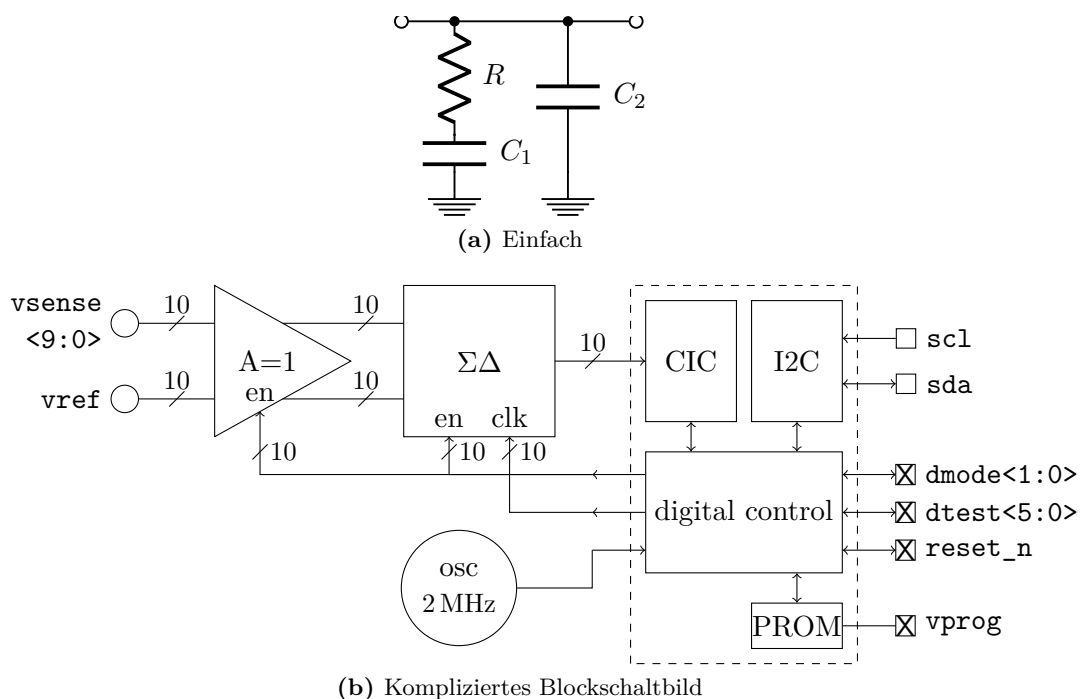 R
C2
C1
(a) Einfach
vsense
<9:0>
10
10
10
A=1
ΣΔ
CIC
I2C
scl
sda
vref
10
10
en
en clk
10
10
10
dmode<1:0>
digital control
dtest<5:0>
reset_n
osc
2 MHz
PROM
vprog
(b) Kompliziertes Blockschaltbild